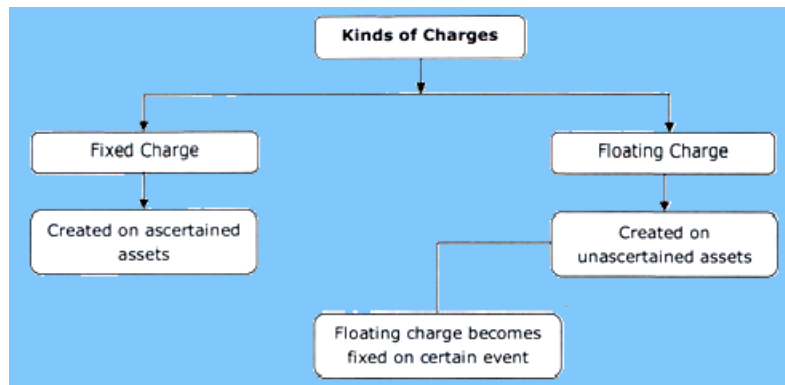 Kinds of Charges
Fixed Charge
Floating Charge
Created on ascertained
assets
Created on
unascertained assets
Floating charge becomes
fixed on certain event